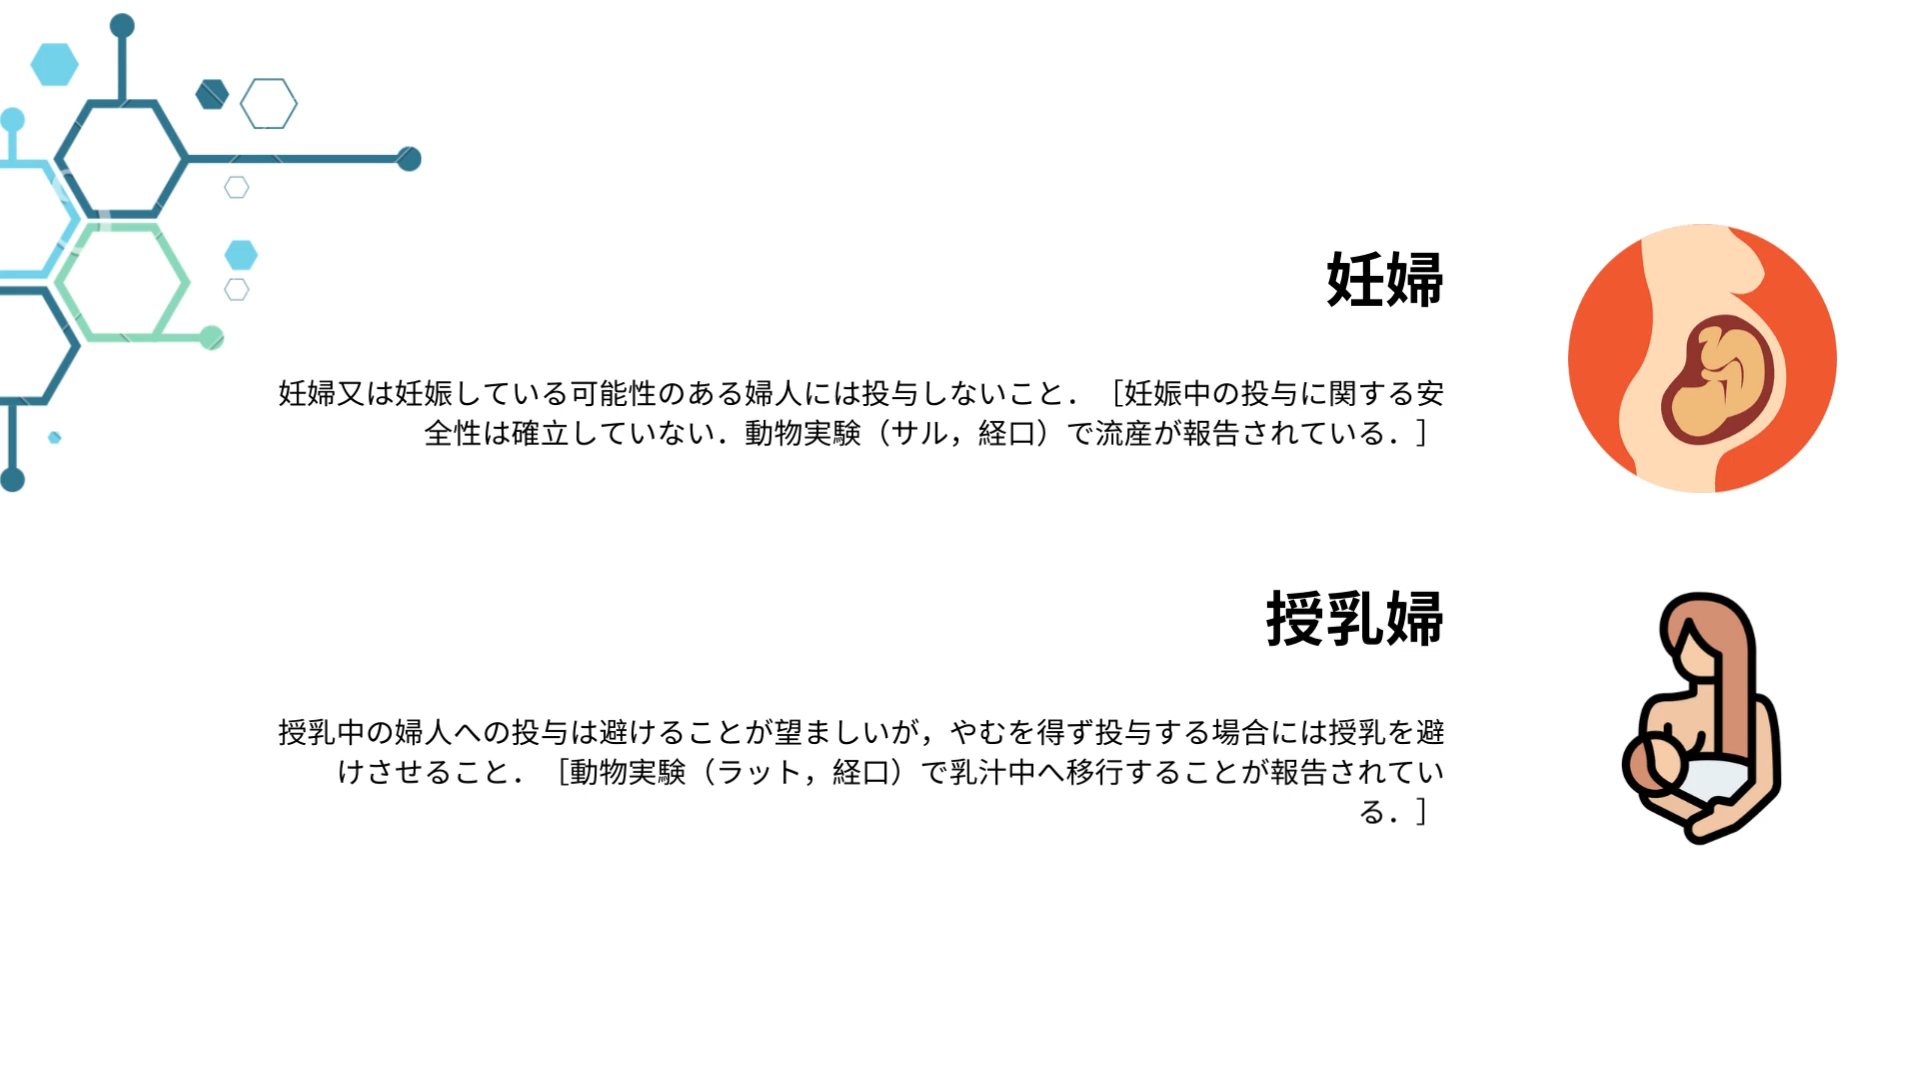 妊婦
妊婦又は妊娠している可能性のある婦人には投与しないこと．［妊娠中の投与に関する安
全性は確立していない．動物実験（サル，経口）で流産が報告されている．］
授乳婦
授乳中の婦人への投与は避けることが望ましいが，やむを得ず投与する場合には授乳を避
けさせること．［動物実験（ラット，経口）で乳汁中へ移行することが報告されてい
る．］